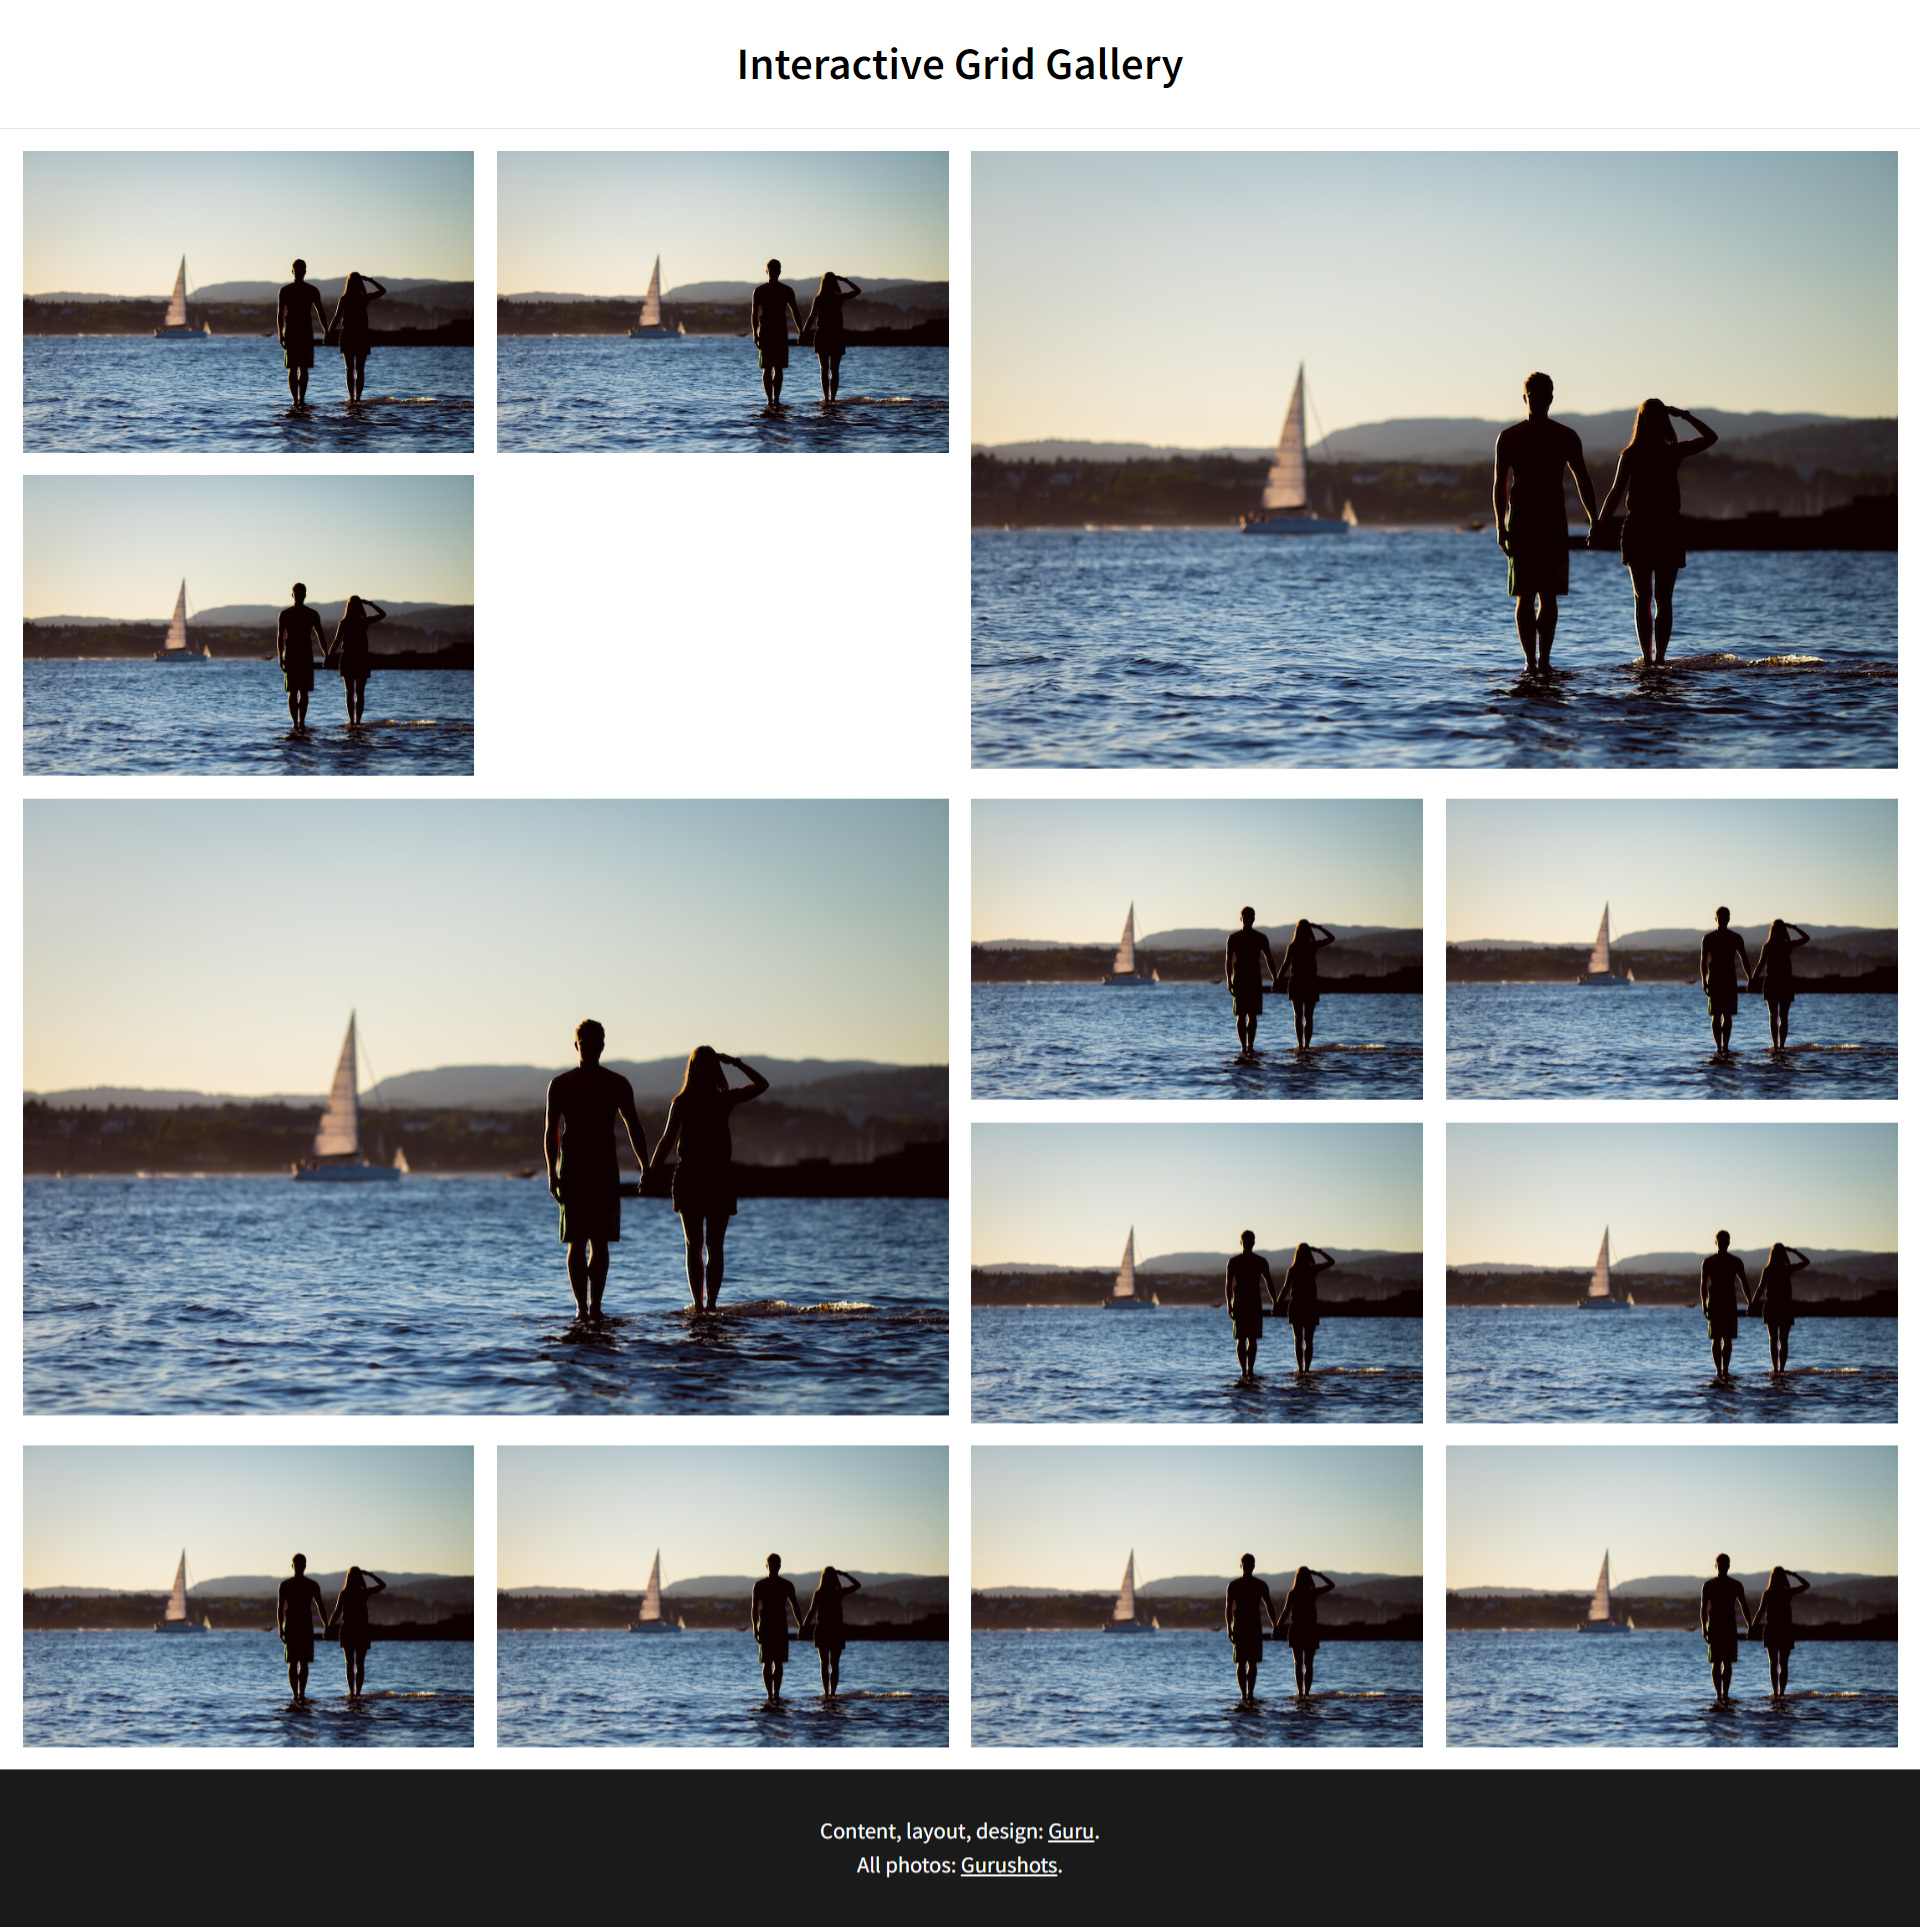 Interactive Grid Gallery
Content, layout, design: Guru.
All photos: Gurushots.